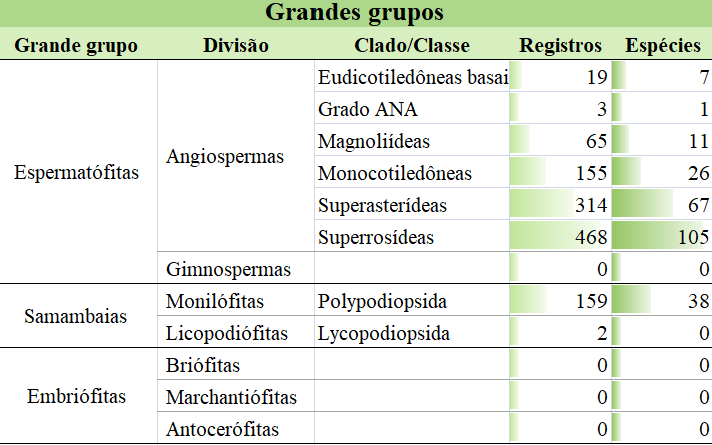 Grandes grupos
Grande grupo Divisão Clado/Classe Registros Espécies
Espermatófitas Angiospermas Eudicotiledôneas basai 19 7
Grado ANA 3 1
Magnoliídeas 65 11
Monocotiledôneas 155 26
Superasterídeas 314 67
Superrosídeas 468 105
Gimnospermas 0 0
Samambaias Monilófitas Polypodiopsida 159 38
Licopodiófitas Lycopodiopsida 2 0
Embriófitas Briófitas 0 0
Marchantiófitas 0 0
Antocerófitas 0 0